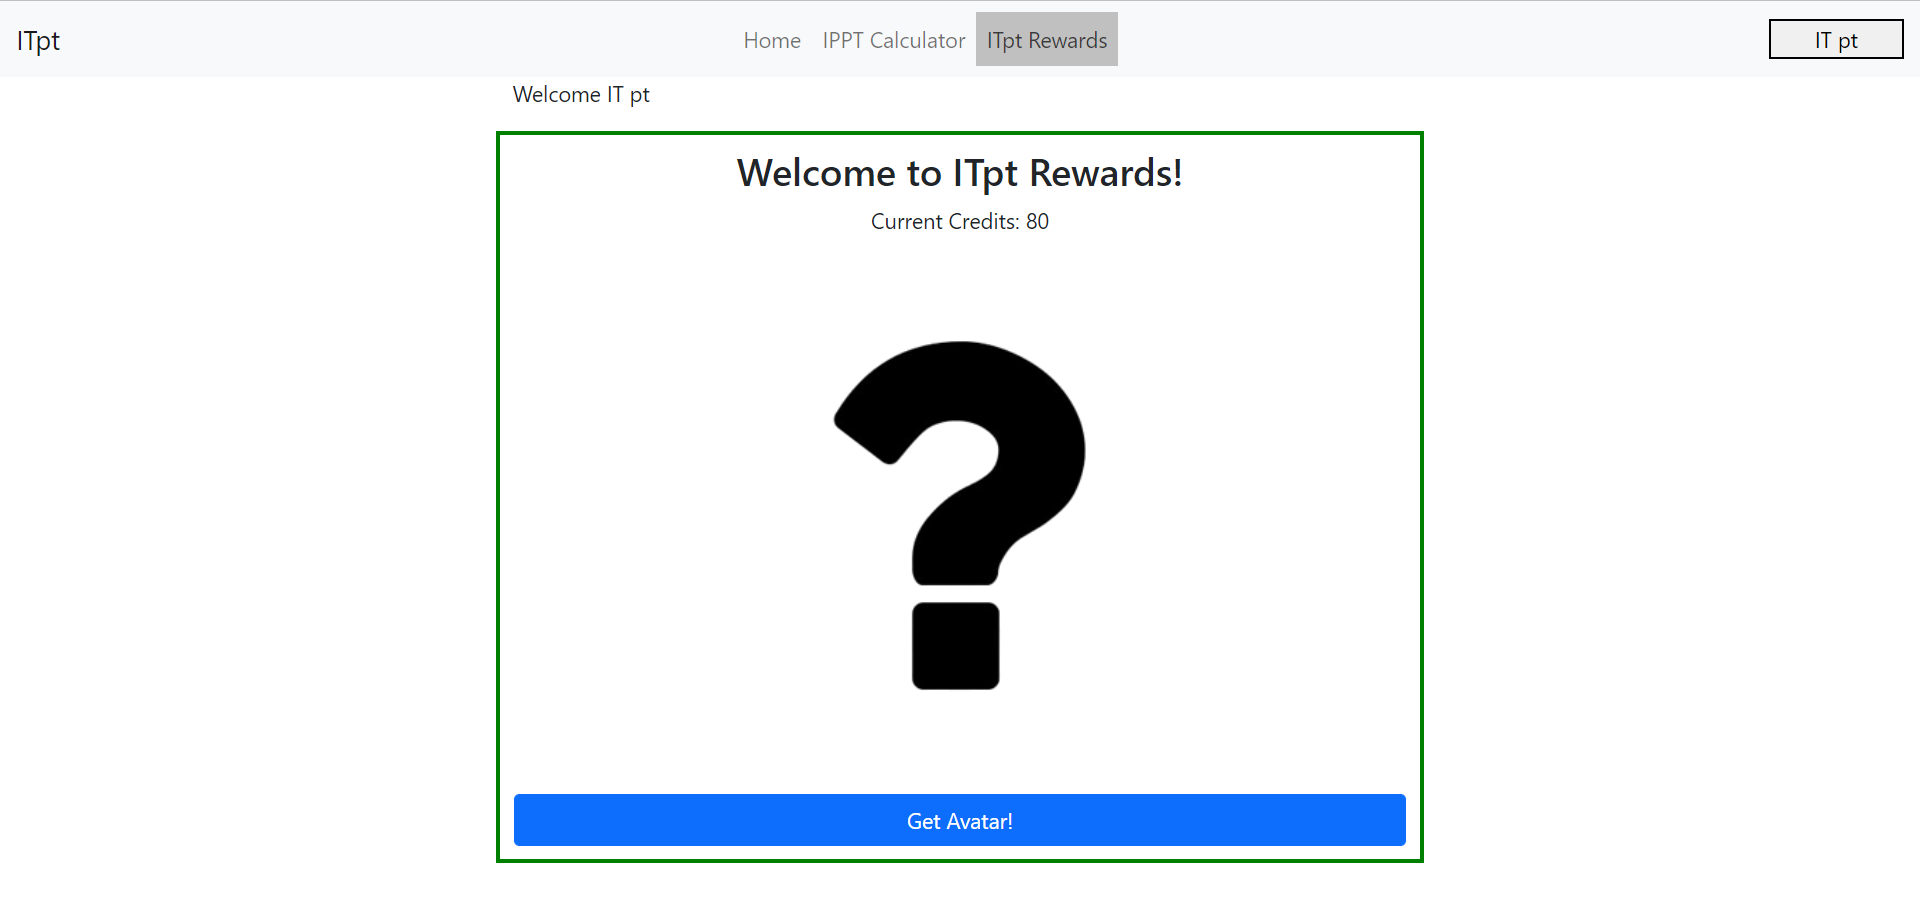 ITpt
Home IPPT Calculator ITpt Rewards
IT pt
Welcome IT pt
Welcome to ITpt Rewards!
Current Credits: 80
?
Get Avatar!